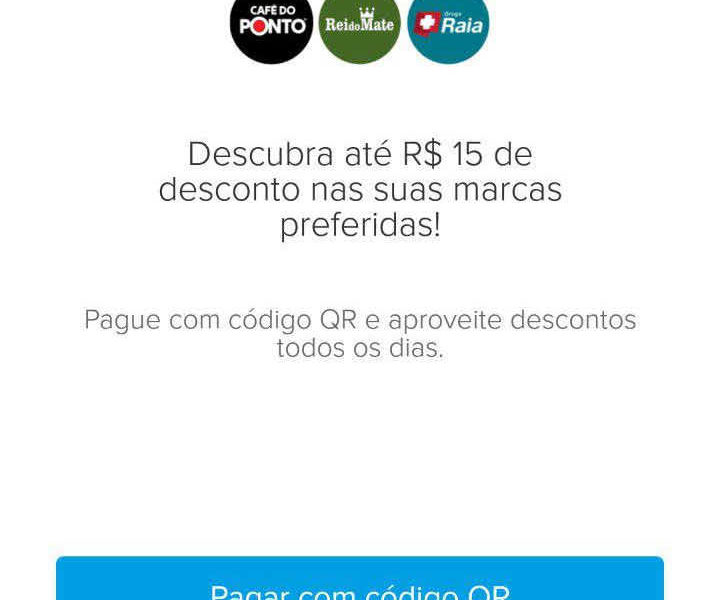 CAFÉ DO
PONTO
Rei do Mate
Droga
Raia
Descubra até R$ 15 de
desconto nas suas marcas
preferidas!
Pague com código QR e aproveite descontos
todos os dias.
Pagar com código QR